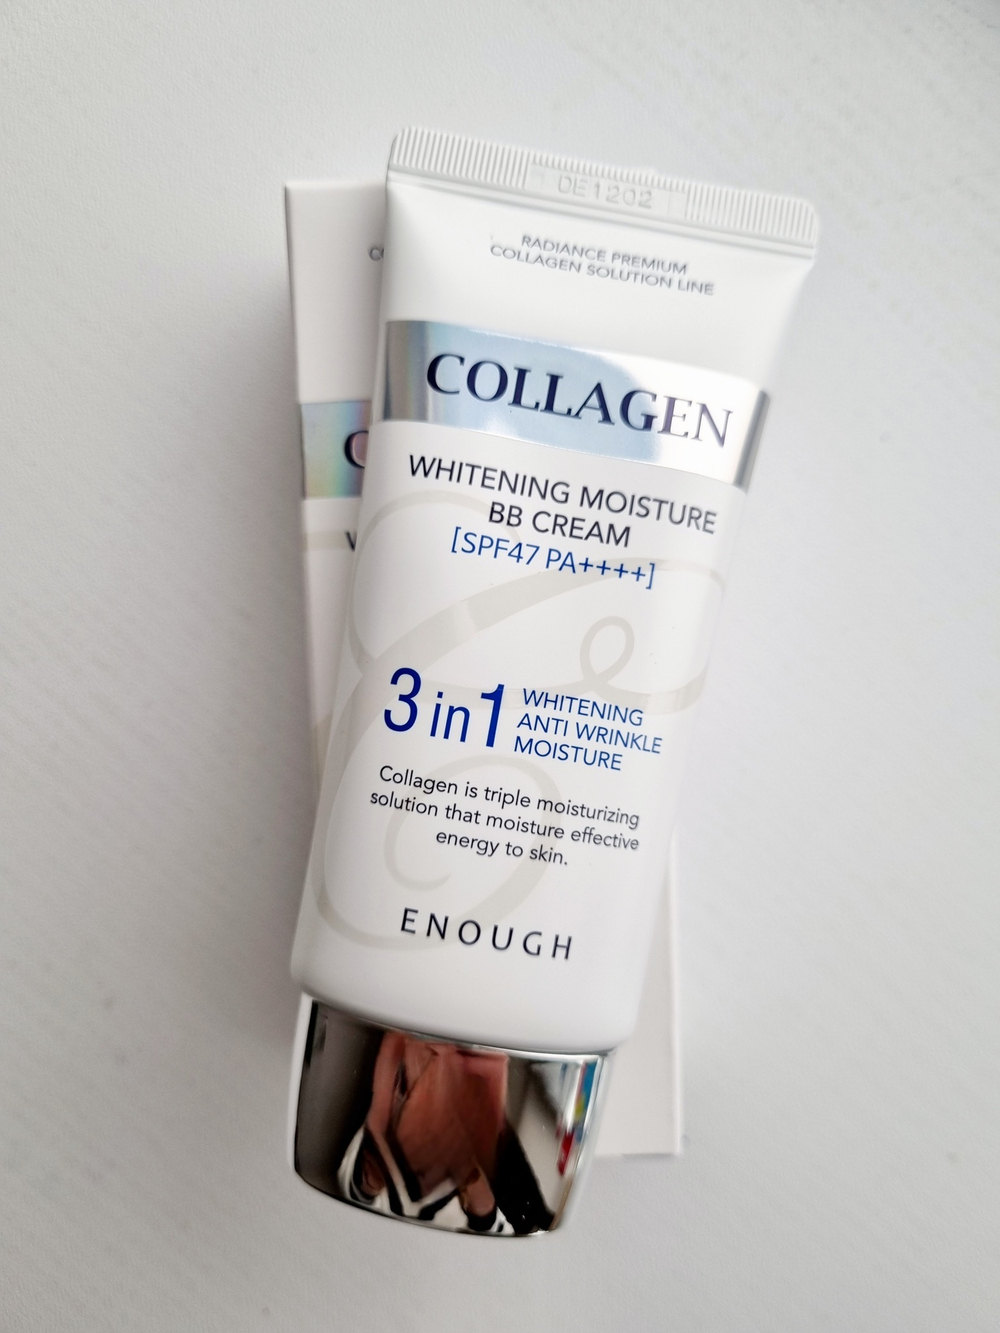 DE1202
RADIANCE PREMIUM
COLLAGEN SOLUTION LINE
COLLAGEN
WHITENING MOISTURE
BB CREAM
[SPF47 PA++++]
3 in 1
WHITENING
ANTI WRINKLE
MOISTURE
Collagen is triple moisturizing
solution that moisture effective
energy to skin.
ENOUGH